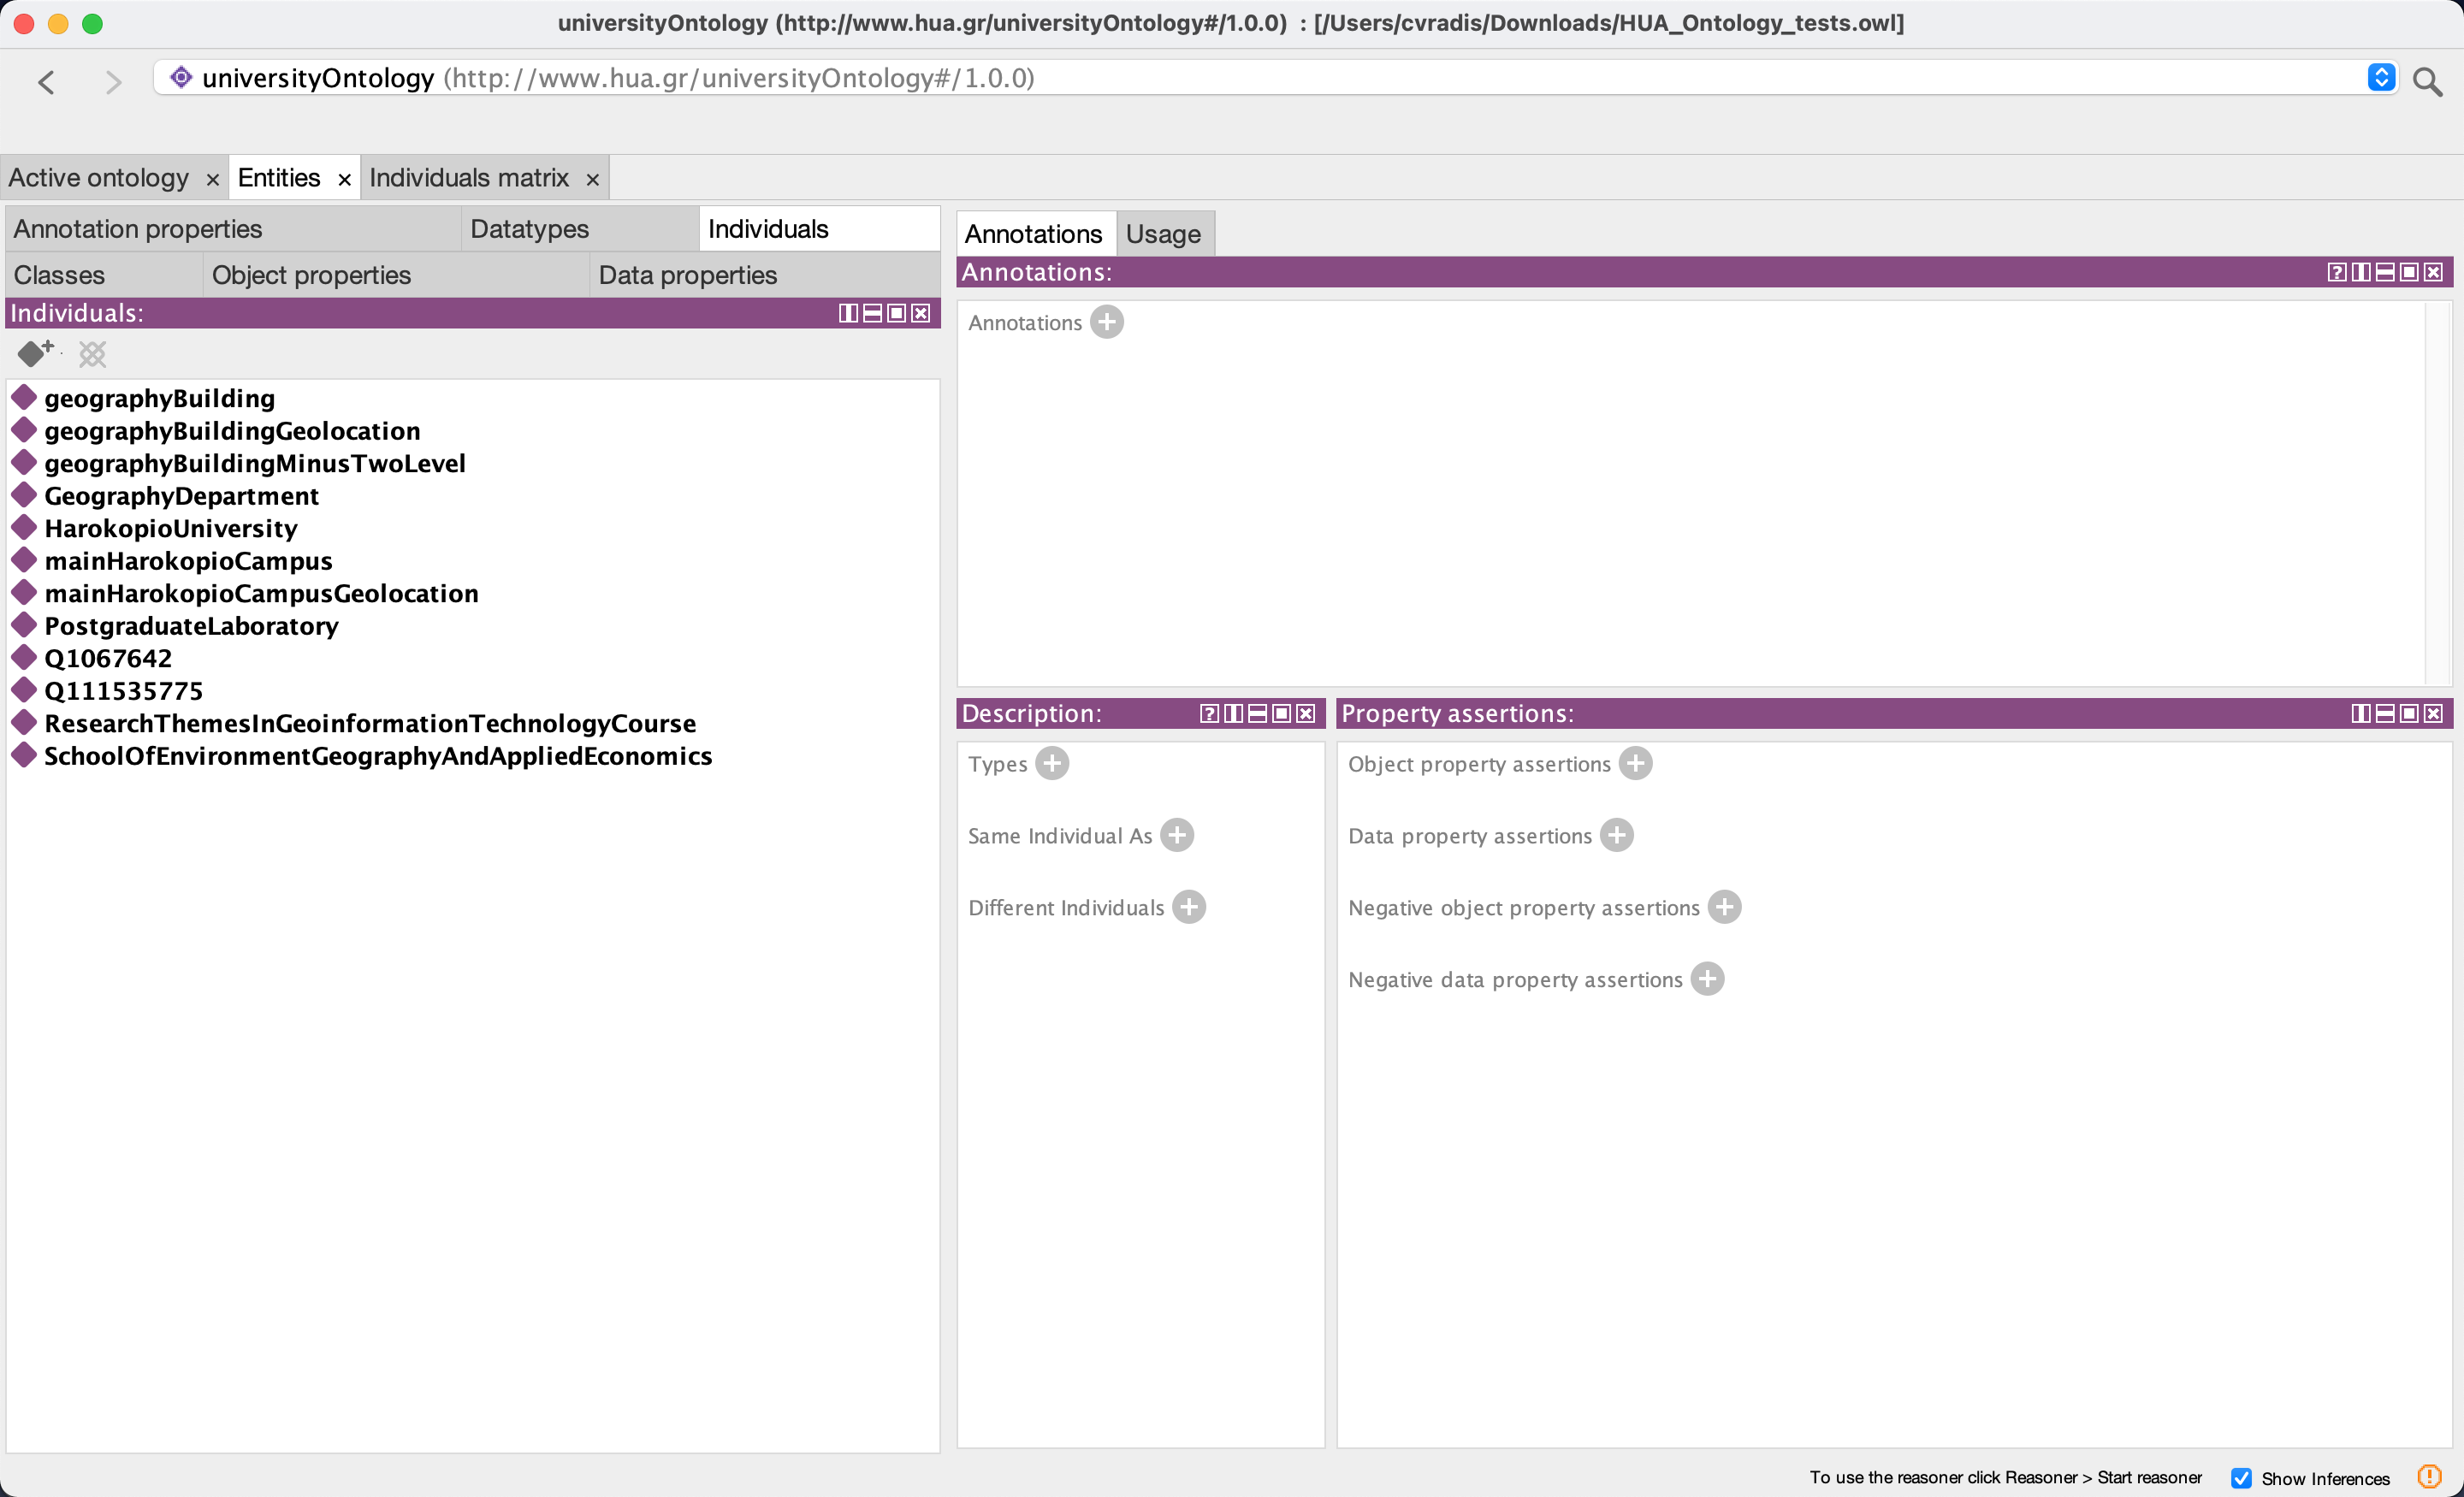 universityOntology (http://www.hua.gr/universityOntology#/1.0.0)  : [/Users/cvradis/Downloads/HUA_Ontology_tests.owl]
universityOntology (http://www.hua.gr/universityOntology#/1.0.0)
Active ontology × Entities × Individuals matrix ×
Annotation properties Datatypes Individuals
Classes Object properties Data properties
Individuals:
geographyBuilding
geographyBuildingGeolocation
geographyBuildingMinusTwoLevel
GeographyDepartment
HarokopioUniversity
mainHarokopioCampus
mainHarokopioCampusGeolocation
PostgraduateLaboratory
Q1067642
Q111535775
ResearchThemesInGeoinformationTechnologyCourse
SchoolOfEnvironmentGeographyAndAppliedEconomics
Annotations Usage
Annotations:
Annotations
Description:
Types
Same Individual As
Different Individuals
Property assertions:
Object property assertions
Data property assertions
Negative object property assertions
Negative data property assertions
To use the reasoner click Reasoner > Start reasoner Show Inferences